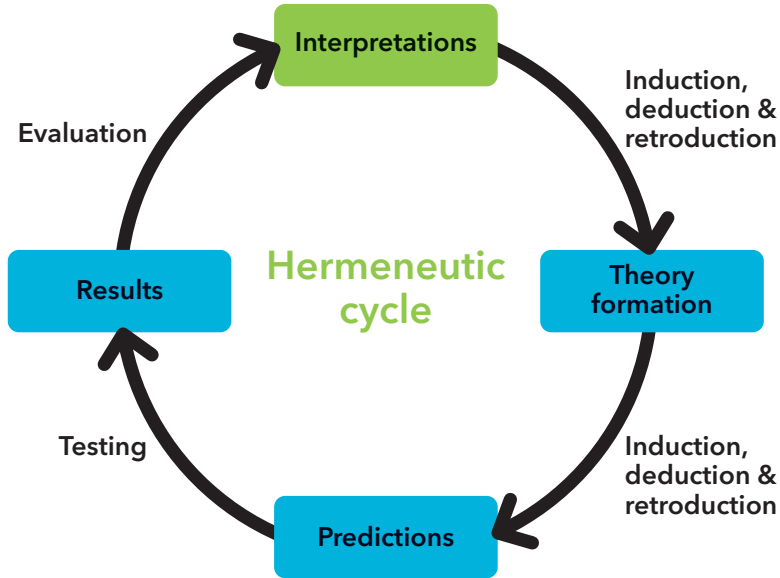 Interpretations
Induction,
deduction &
retroduction
Evaluation
Hermeneutic
cycle
Results
Theory
formation
Testing
Induction,
deduction &
retroduction
Predictions